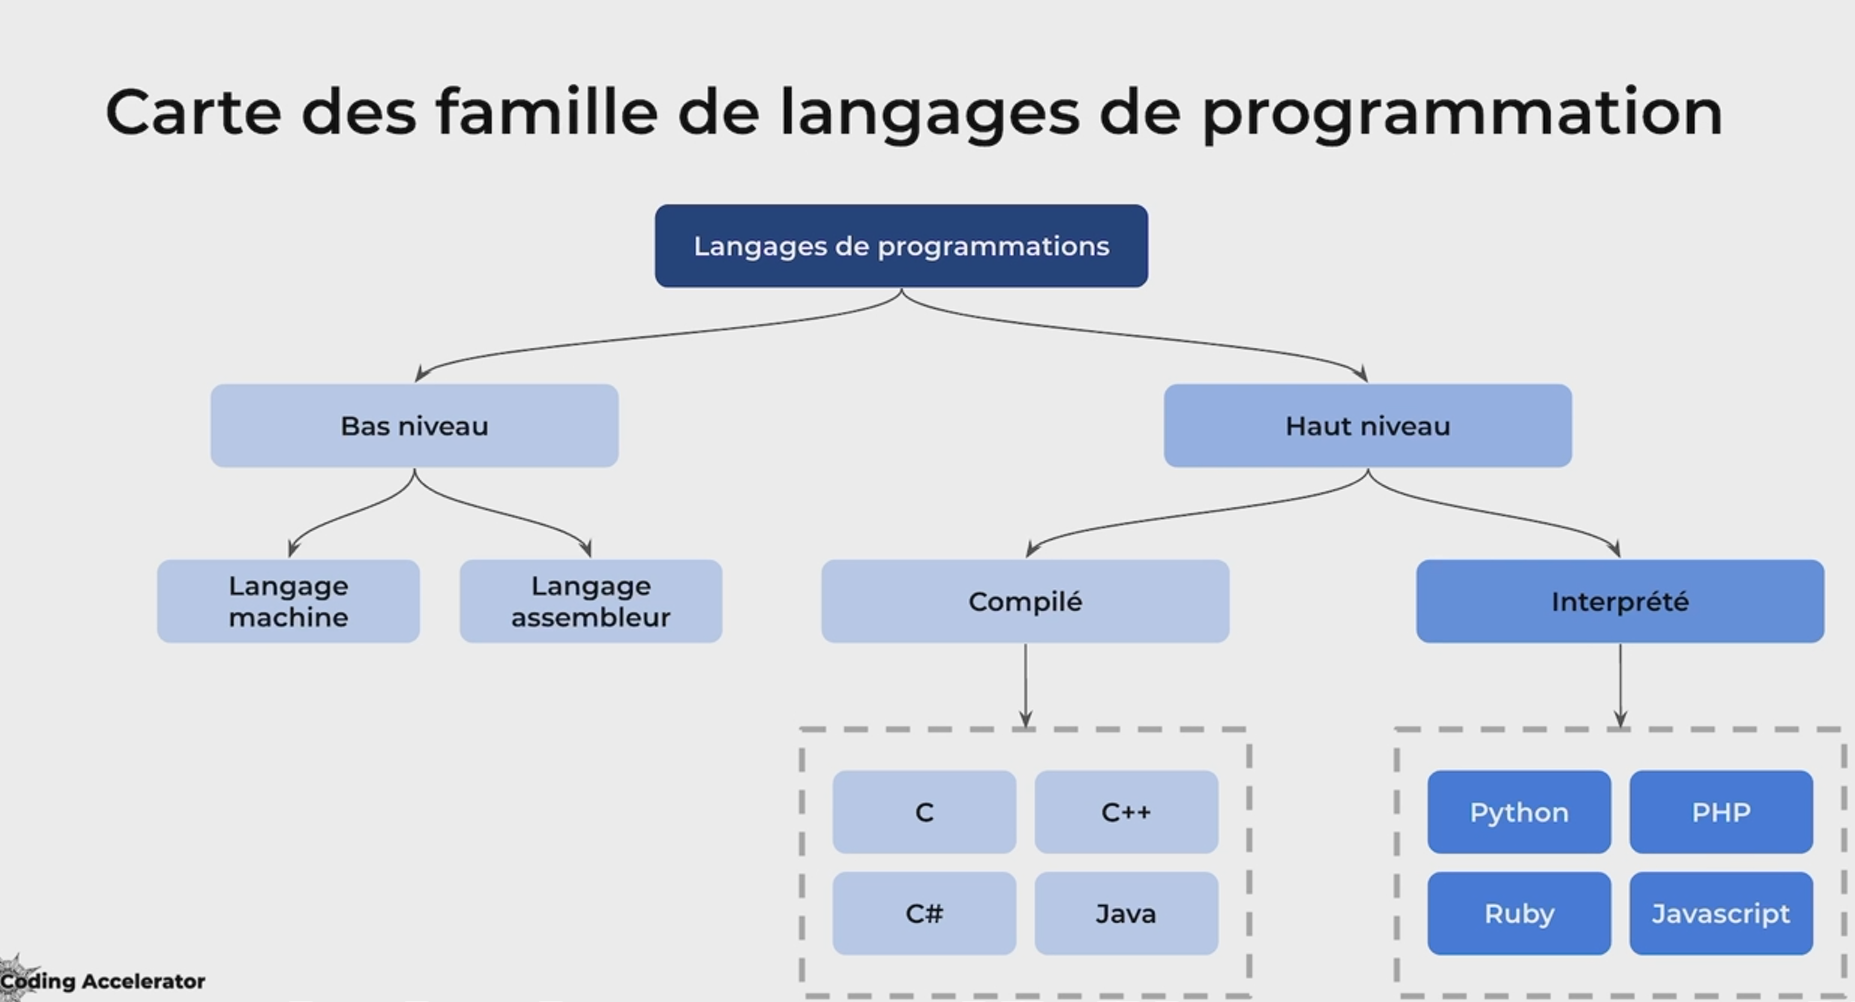 Carte des famille de langages de programmation
Langages de programmations
Bas niveau
Haut niveau
Langage
machine
Langage
assembleur
Compilé
Interprété
C
C++
C#
Java
Python
PHP
Ruby
Javascript
Coding Accelerator